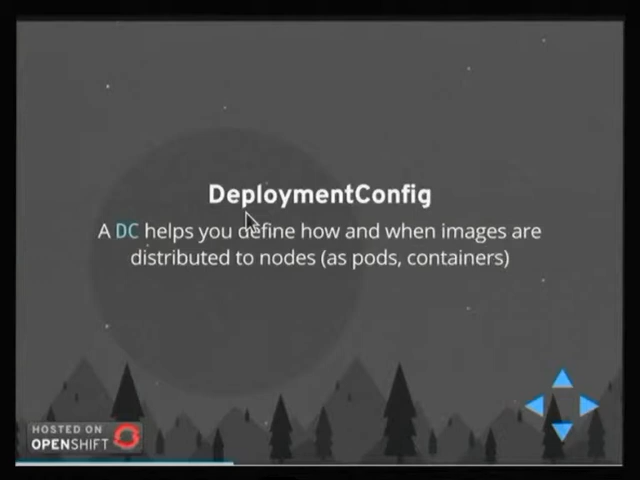 DeploymentConfig
A DC helps you define how and when images are
distributed to nodes (as pods, containers)
HOSTED ON
OPENSHIFT